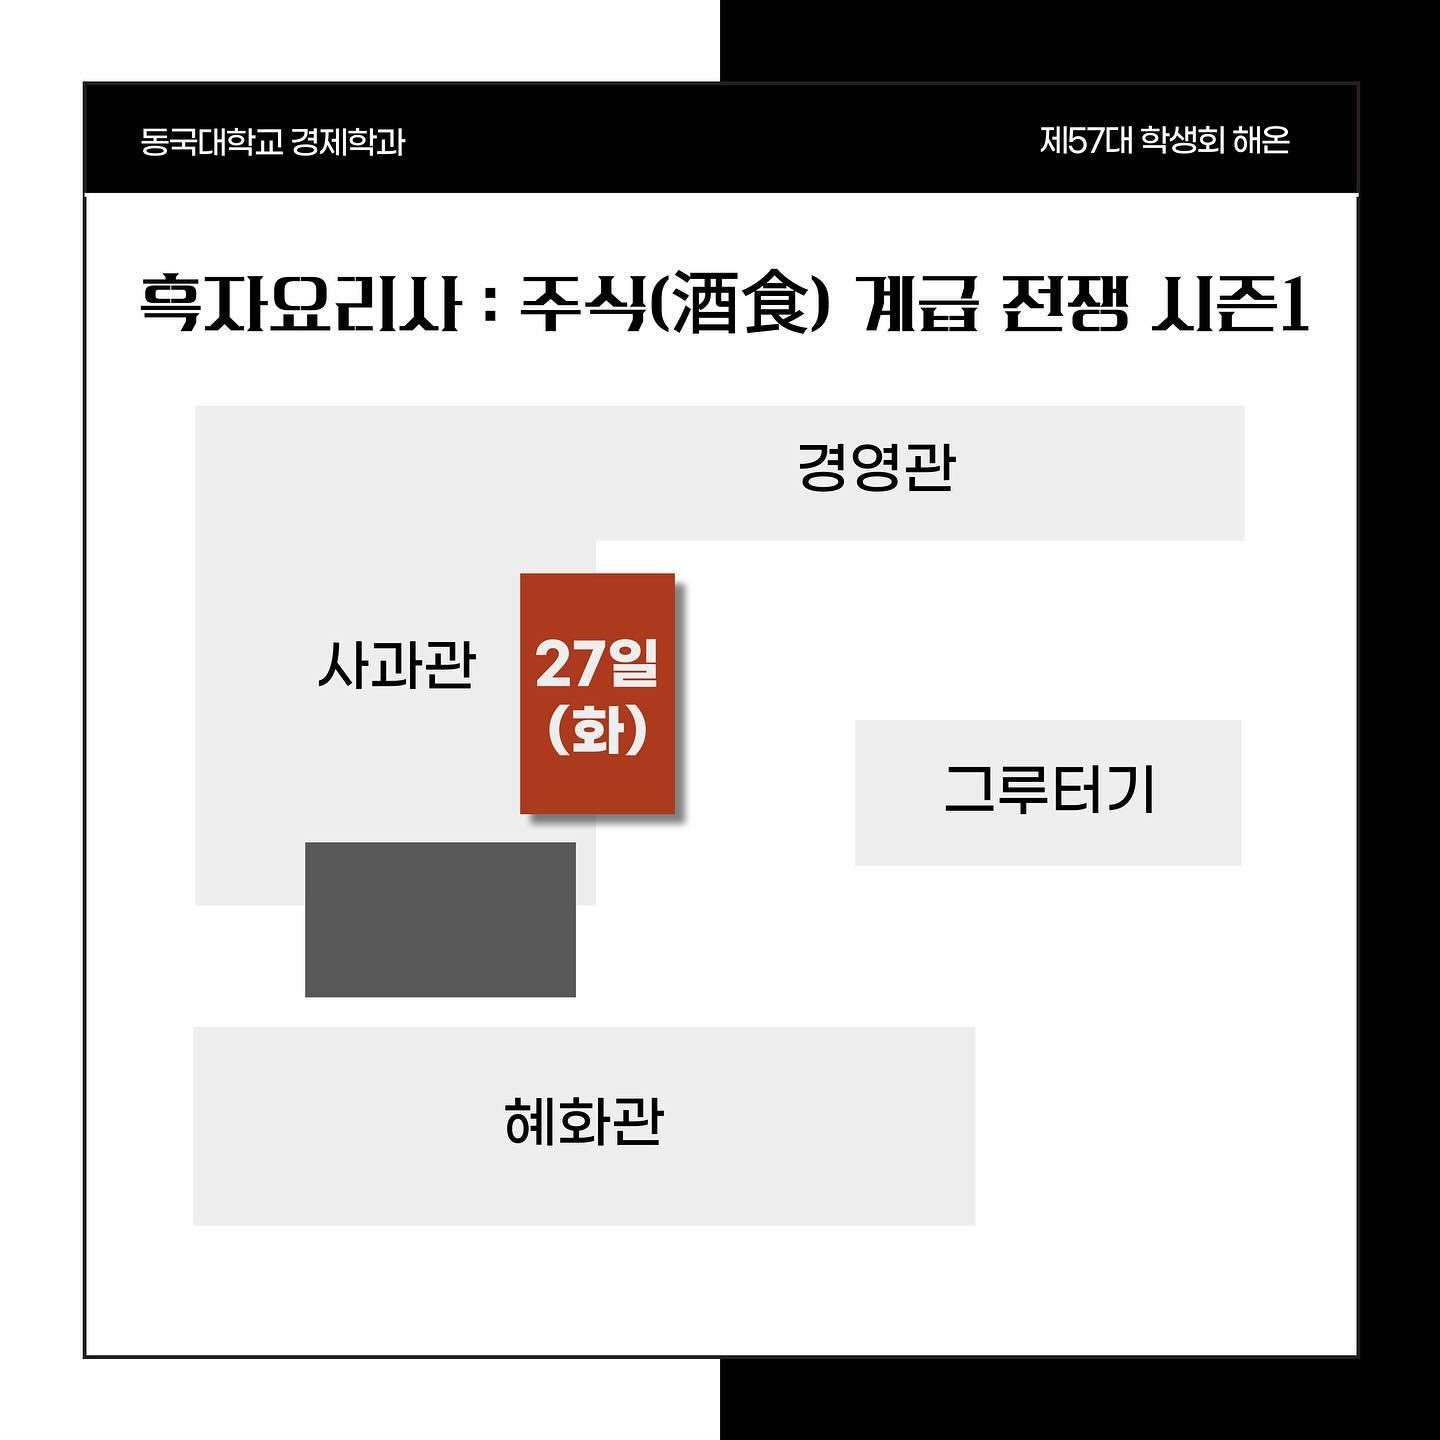 동국대학교 경제학과
제57대 학생회 해온
흑자요리사 : 주식(酒食) 계급 전쟁 시즌1
경영관
사과관
27일
(화)
그루터기
혜화관